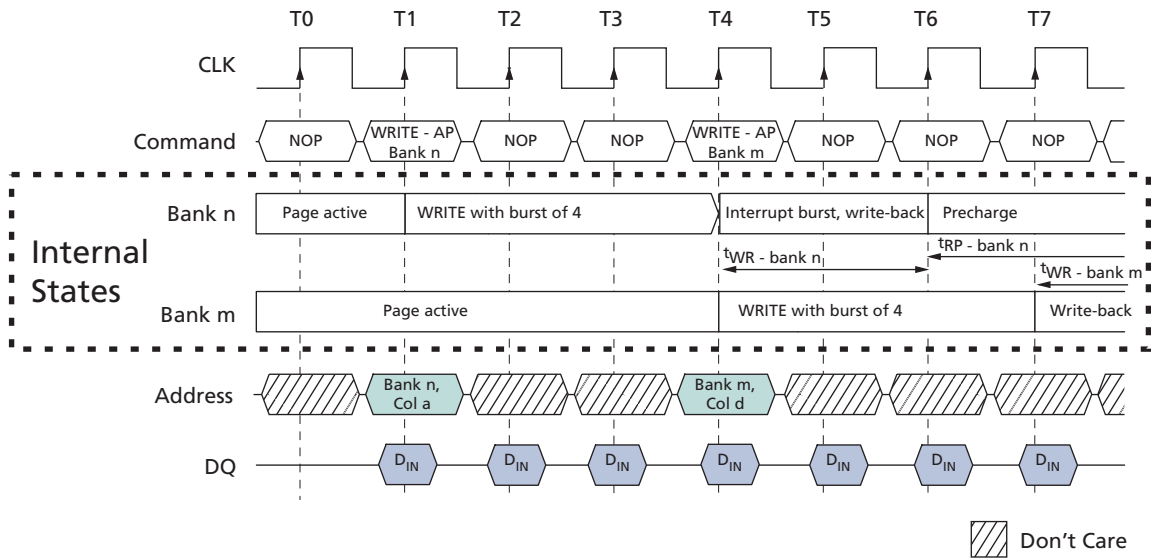 T0 T1 T2 T3 T4 T5 T6 T7
CLK
Command NOP WRITE - AP Bank n NOP NOP WRITE - AP Bank m NOP NOP NOP
Internal States
Bank n Page active WRITE with burst of 4 Interrupt burst, write-back Precharge
tWR - bank n tRP - bank n
tWR - bank m
Bank m Page active WRITE with burst of 4 Write-back
Address Bank n, Col a Bank m, Col d
DQ DIN DIN DIN DIN DIN DIN DIN
Don't Care